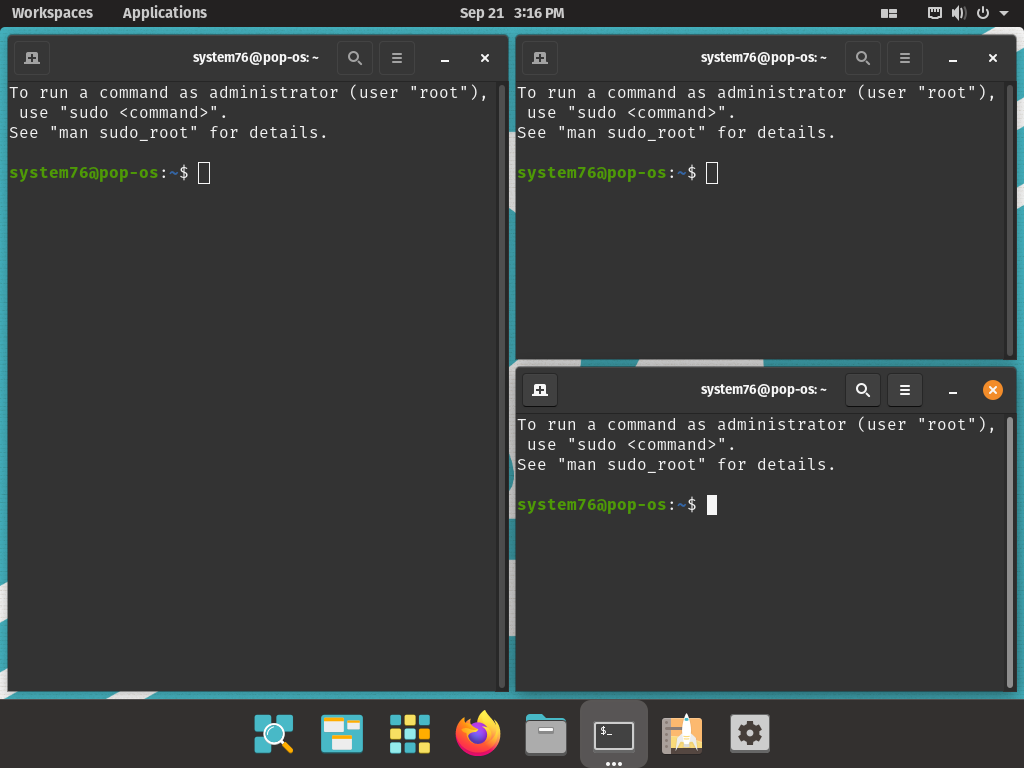 Workspaces Applications Sep 21 3:16 PM
system76@pop-os: ~
To run a command as administrator (user "root"),
use "sudo <command>".
See "man sudo_root" for details.
system76@pop-os:~$
system76@pop-os: ~
To run a command as administrator (user "root"),
use "sudo <command>".
See "man sudo_root" for details.
system76@pop-os:~$
system76@pop-os: ~
To run a command as administrator (user "root"),
use "sudo <command>".
See "man sudo_root" for details.
system76@pop-os:~$
$_